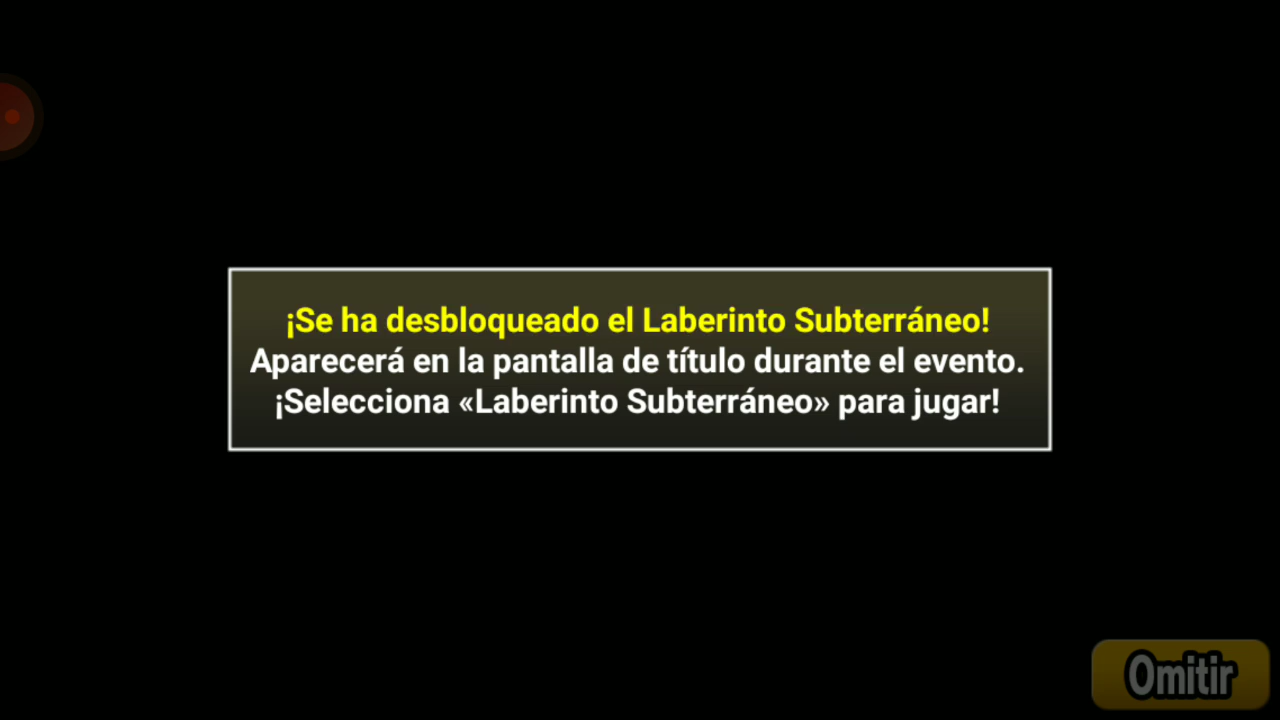 ¡Se ha desbloqueado el Laberinto Subterráneo!
Aparecerá en la pantalla de título durante el evento.
¡Selecciona «Laberinto Subterráneo» para jugar!
Omitir